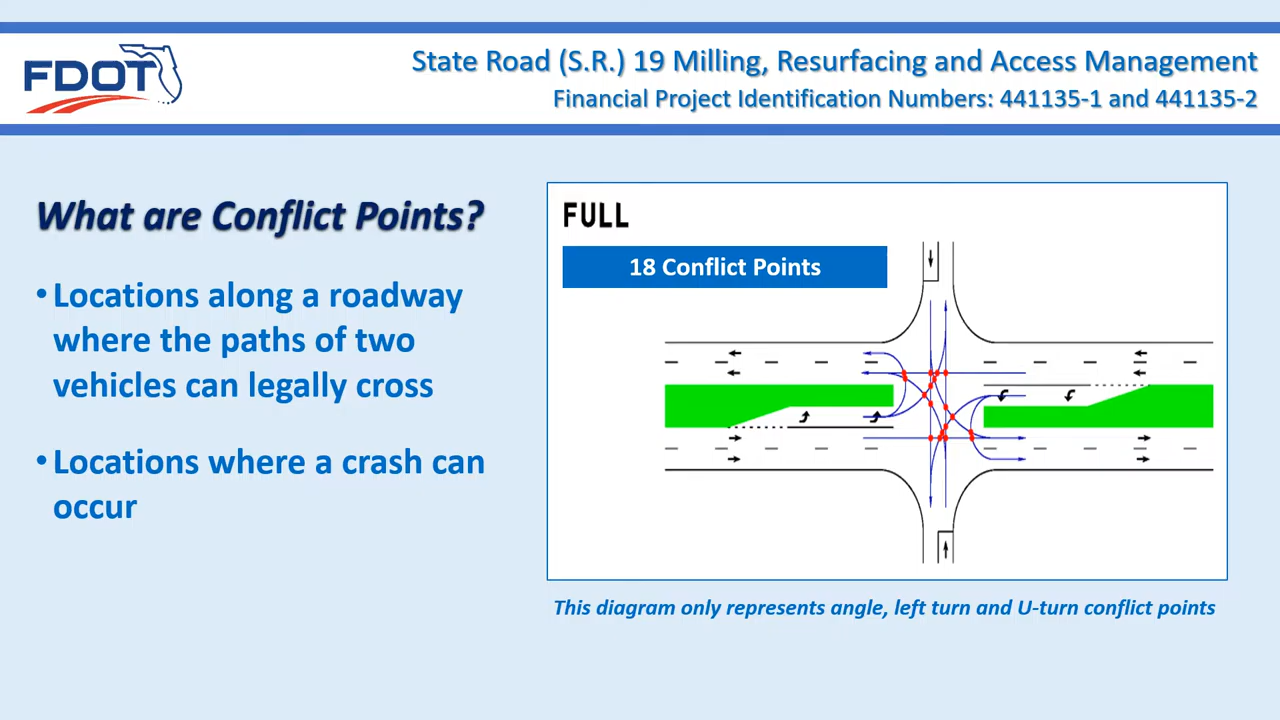 FDOT
State Road (S.R.) 19 Milling, Resurfacing and Access Management
Financial Project Identification Numbers: 441135-1 and 441135-2
What are Conflict Points?
• Locations along a roadway
where the paths of two
vehicles can legally cross
• Locations where a crash can
occur
FULL
18 Conflict Points
This diagram only represents angle, left turn and U-turn conflict points